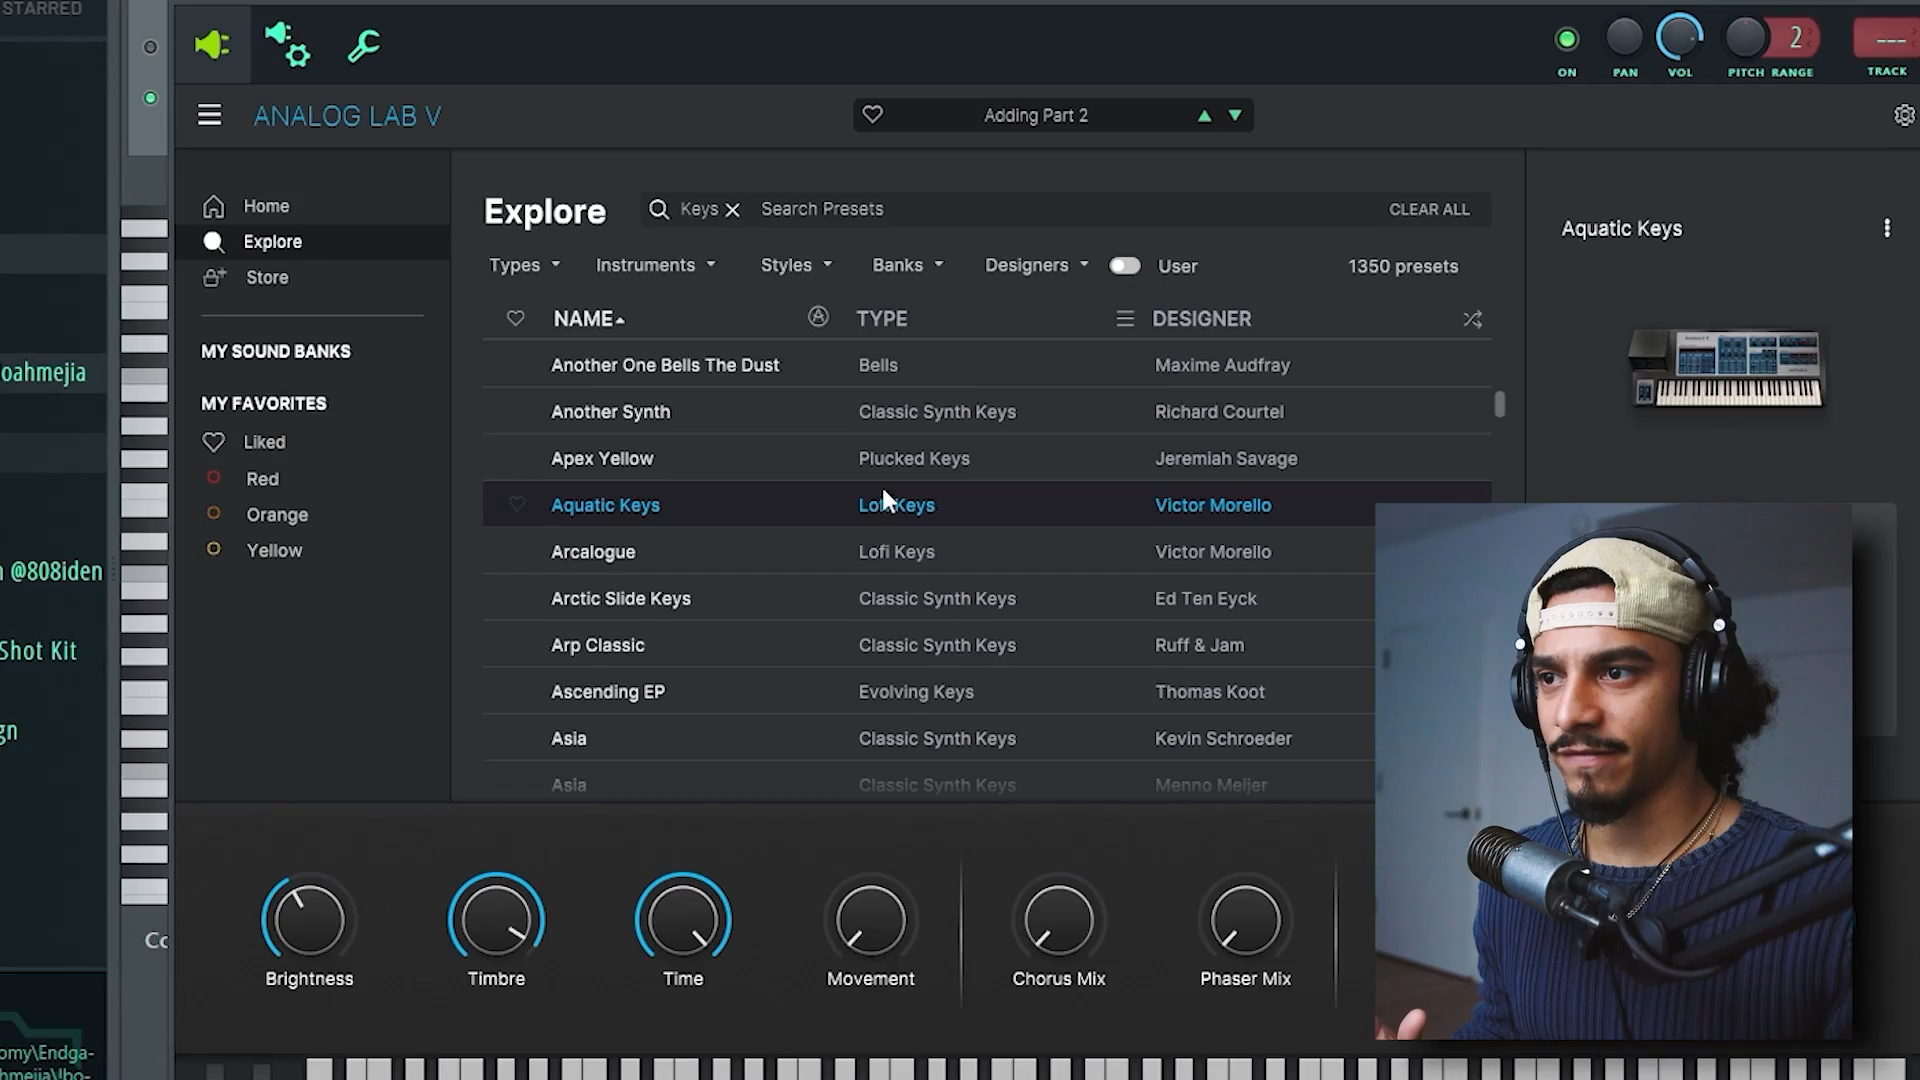 STARRED
ON
PAN
VOL
PITCH RANGE
2
---
TRACK
ANALOG LAB V
Adding Part 2
Home
Explore
Store
MY SOUND BANKS
MY FAVORITES
Liked
Red
Orange
Yellow
Explore
Keys
Search Presets
CLEAR ALL
Types
Instruments
Styles
Banks
Designers
User
1350 presets
NAME TYPE DESIGNER
Another One Bells The Dust Bells Maxime Audfray
Another Synth Classic Synth Keys Richard Courtel
Apex Yellow Plucked Keys Jeremiah Savage
Aquatic Keys Lofi Keys Victor Morello
Arcalogue Lofi Keys Victor Morello
Arctic Slide Keys Classic Synth Keys Ed Ten Eyck
Arp Classic Classic Synth Keys Ruff & Jam
Ascending EP Evolving Keys Thomas Koot
Asia Classic Synth Keys Kevin Schroeder
Asia Classic Synth Keys Menno Meijer
Aquatic Keys
Brightness
Timbre
Time
Movement
Chorus Mix
Phaser Mix
oahmejia
n @808iden
Shot Kit
gn
Co
omy\Endga-